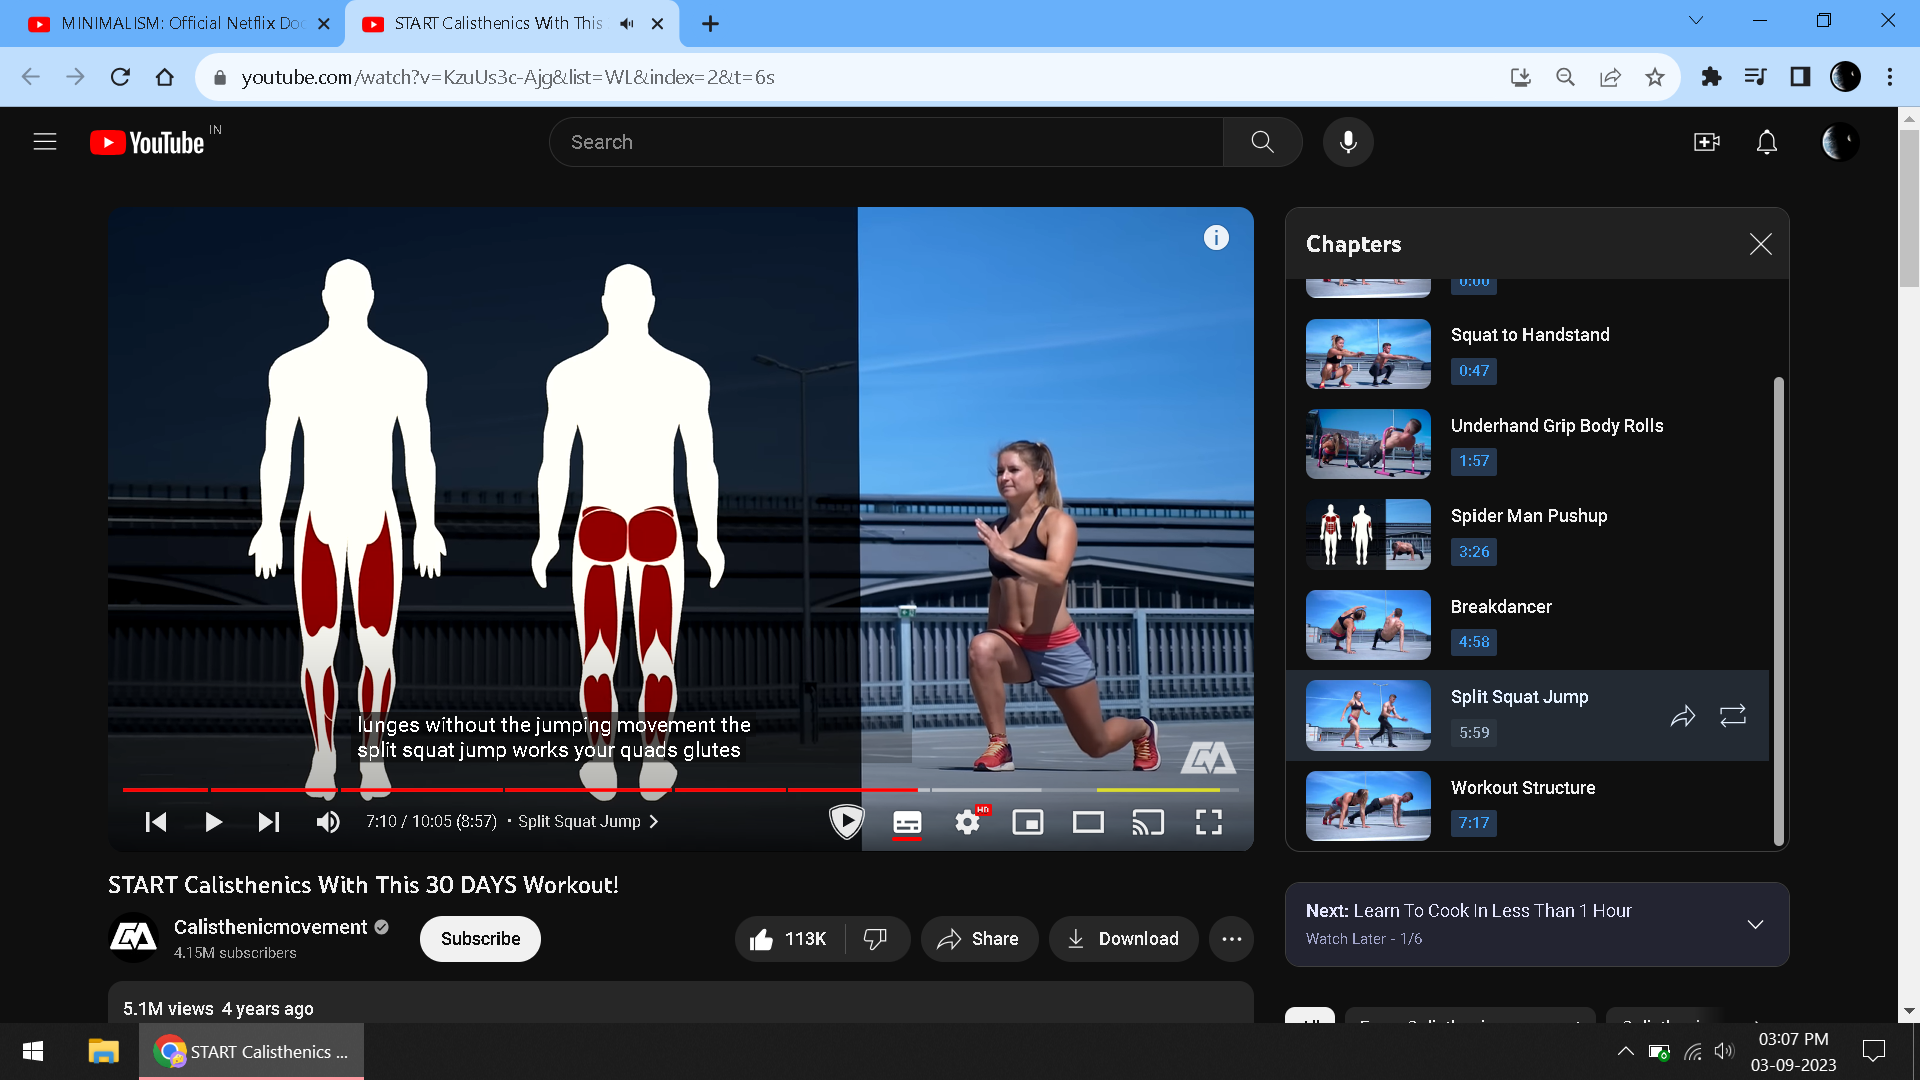 MINIMALISM: Official Netflix Doc
START Calisthenics With This
youtube.com/watch?v=KzuUs3c-Ajg&list=WL&index=2&t=6s
YouTube IN
Search
i
Chapters
0:00
Squat to Handstand
0:47
Underhand Grip Body Rolls
1:57
Spider Man Pushup
3:26
Breakdancer
4:58
Split Squat Jump
5:59
Workout Structure
7:17
lunges without the jumping movement the
split squat jump works your quads glutes
7:10 / 10:05 (8:57) • Split Squat Jump
HD
START Calisthenics With This 30 DAYS Workout!
Calisthenicmovement
4.15M subscribers
Subscribe
113K
Share
Download
Next: Learn To Cook In Less Than 1 Hour
Watch Later - 1/6
5.1M views 4 years ago
START Calisthenics ...
03:07 PM
03-09-2023